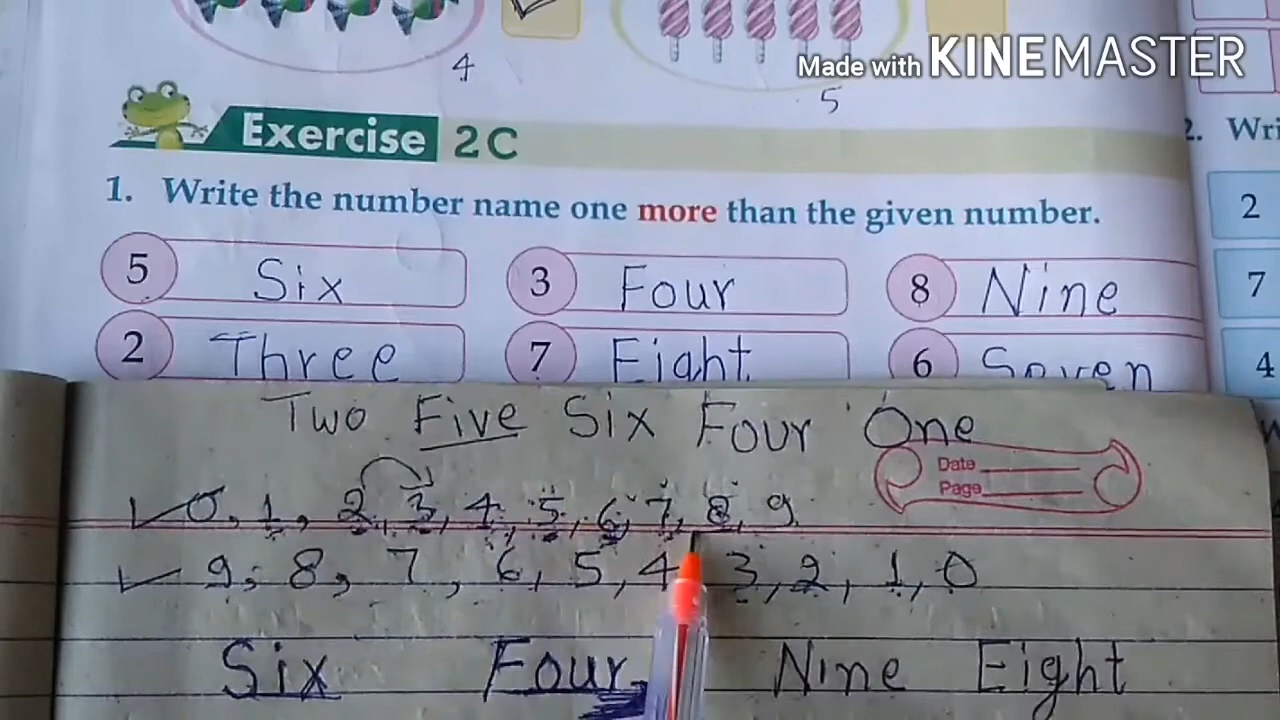 4
5
Made with KINEMASTER
Exercise 2C
1. Write the number name one more than the given number.
5 Six 3 Four 8 Nine
2 Three 7 Eight 6 Seven
2. Wri
2
7
4
Two Five Six Four One
Date
Page
0, 1, 2, 3, 4, 5, 6, 7, 8, 9
9, 8, 7, 6, 5, 4 3, 2, 1, 0
Six Four Nine Eight